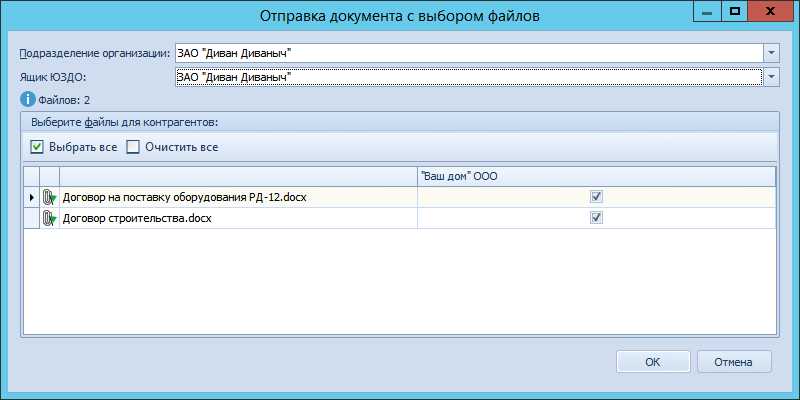 Отправка документа с выбором файлов
Подразделение организации: ЗАО "Диван Диваныч"
Ящик ЮЗДО: ЗАО "Диван Диваныч"
Файлов: 2
Выберите файлы для контрагентов:
Выбрать все Очистить все
"Ваш дом" ООО
Договор на поставку оборудования РД-12.docx
Договор строительства.docx
ОК Отмена